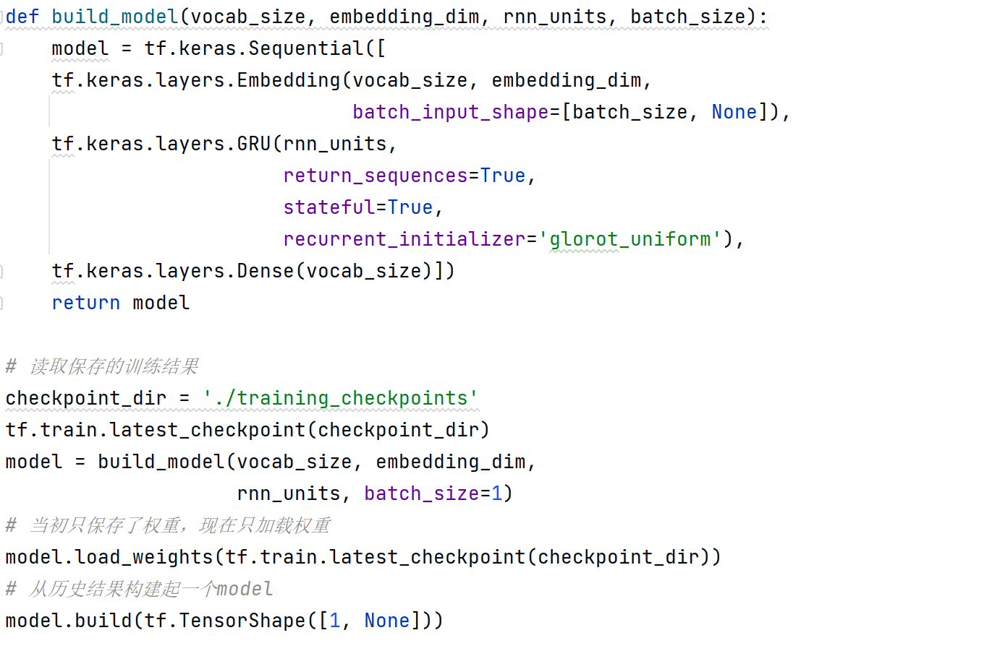 def build_model(vocab_size, embedding_dim, rnn_units, batch_size):
    model = tf.keras.Sequential([
    tf.keras.layers.Embedding(vocab_size, embedding_dim,
                              batch_input_shape=[batch_size, None]),
    tf.keras.layers.GRU(rnn_units,
                        return_sequences=True,
                        stateful=True,
                        recurrent_initializer='glorot_uniform'),
    tf.keras.layers.Dense(vocab_size)])
    return model

# 读取保存的训练结果
checkpoint_dir = './training_checkpoints'
tf.train.latest_checkpoint(checkpoint_dir)
model = build_model(vocab_size, embedding_dim,
                    rnn_units, batch_size=1)
# 当初只保存了权重，现在只加载权重
model.load_weights(tf.train.latest_checkpoint(checkpoint_dir))
# 从历史结果构建起一个model
model.build(tf.TensorShape([1, None]))